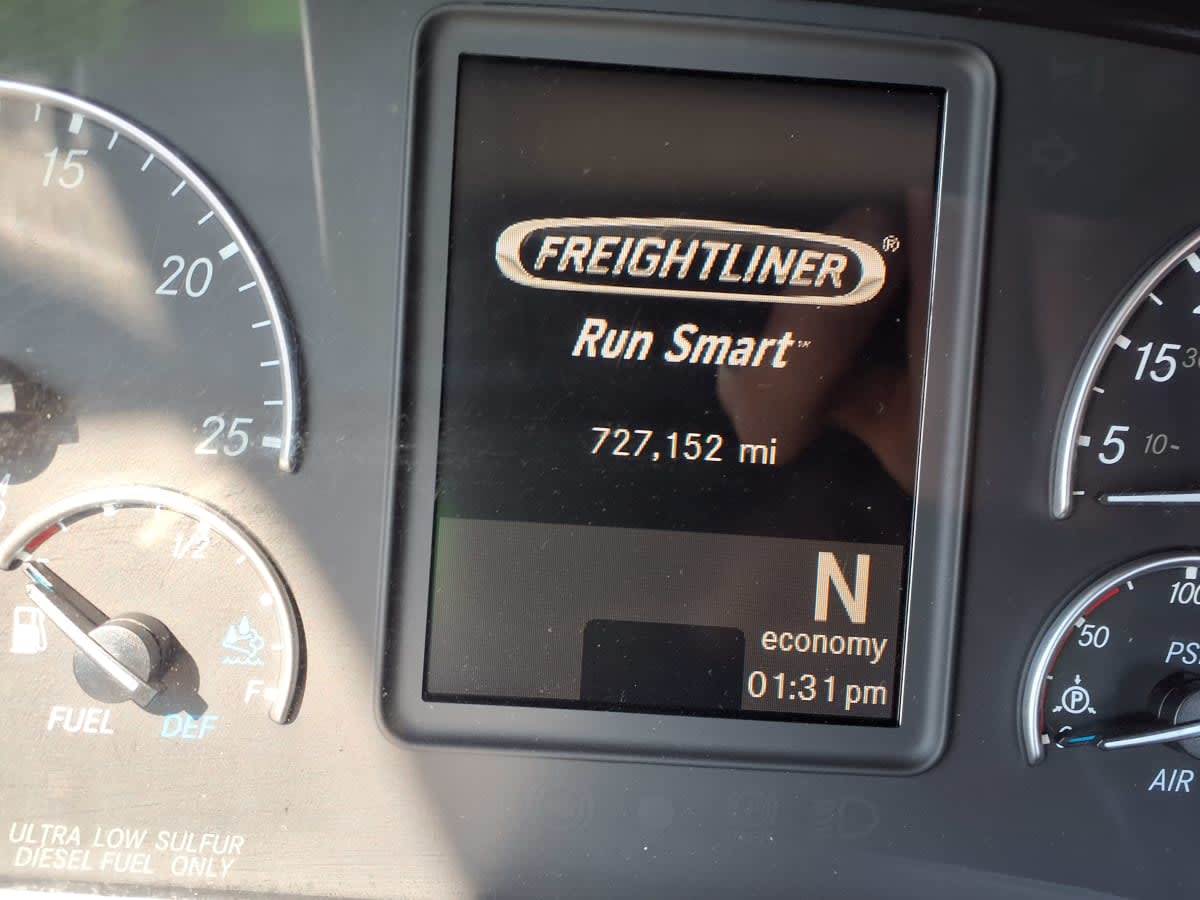 15
20
25
1/2
F
FUEL DEF
ULTRA LOW SULFUR
DIESEL FUEL ONLY
FREIGHTLINER®
Run Smart
727,152 mi
N
economy
01:31 pm
15
5 10
100
50
P
AIR